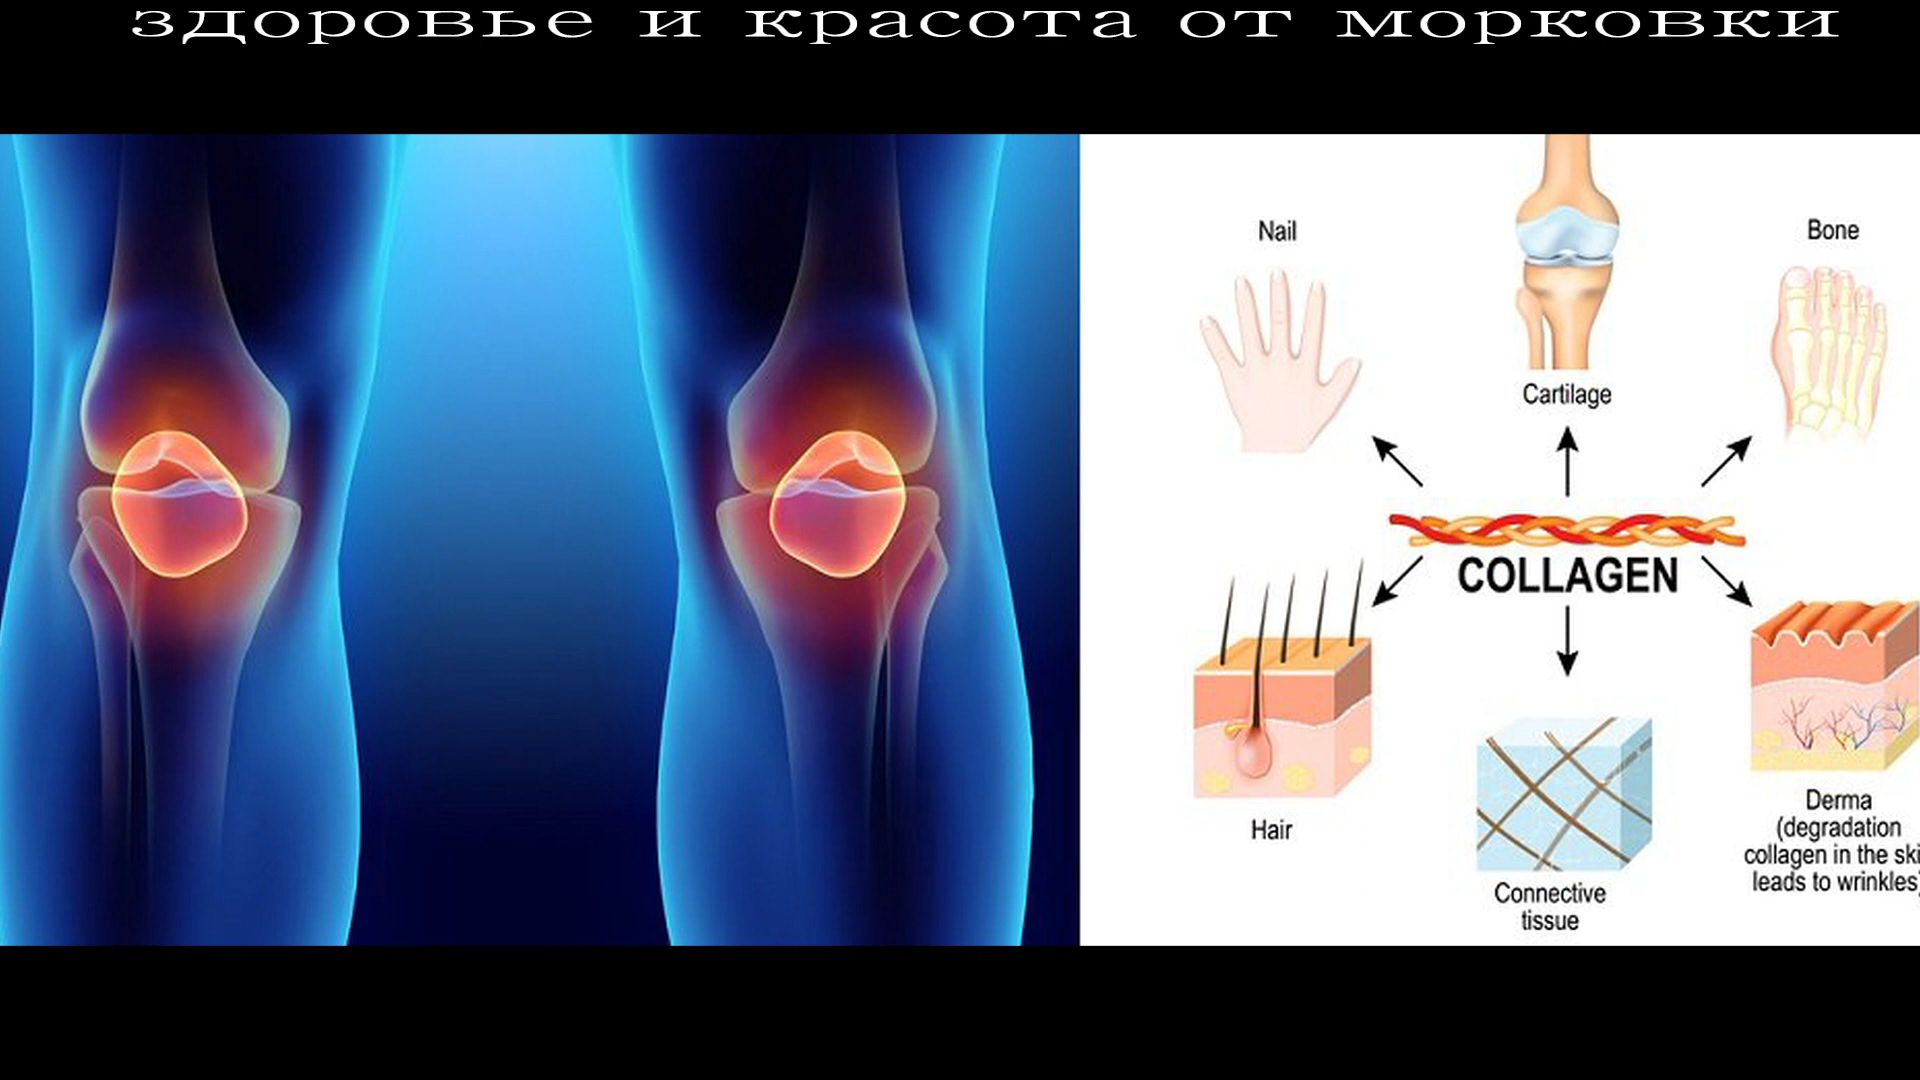 здоровье и красота от морковки
Nail
Bone
Cartilage
COLLAGEN
Hair
Connective
tissue
Derma
(degradation
collagen in the ski
leads to wrinkles)